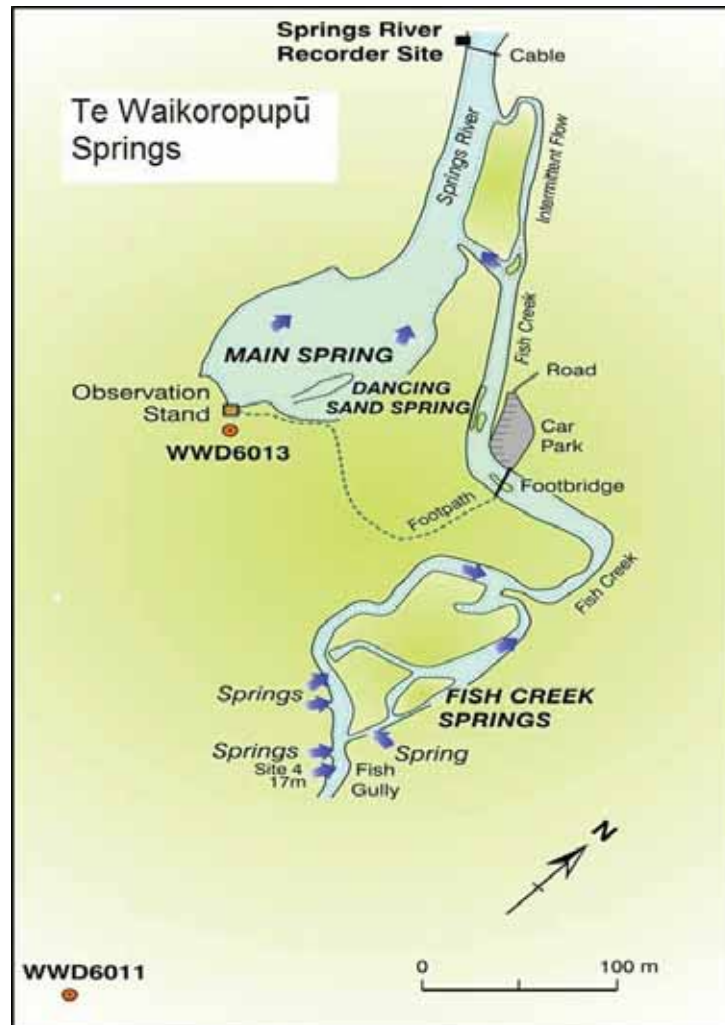 Springs River
Recorder Site
Cable
Te Waikoropupū
Springs
Springs River
Intermittent Flow
MAIN SPRING
Fish Creek
Observation
Stand
DANCING
SAND SPRING
Road
Car
Park
WWD6013
Footbridge
Footpath
Fish Creek
Springs
FISH CREEK
SPRINGS
Springs
Spring
Site 4
17m
Fish
Gully
N
WWD6011
0
100 m